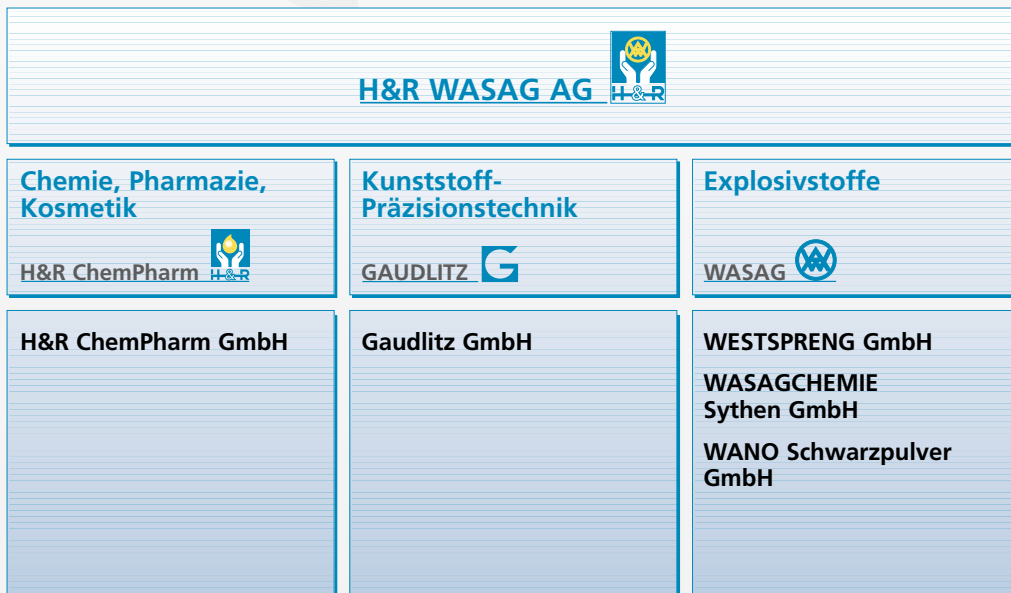 H&R WASAG AG
H-&-R
Chemie, Pharmazie,
Kosmetik
H&R ChemPharm
H-&-R
Kunststoff-
Präzisionstechnik
GAUDLITZ
G
Explosivstoffe
WASAG
H&R ChemPharm GmbH
Gaudlitz GmbH
WESTSPRENG GmbH
WASAGCHEMIE
Sythen GmbH
WANO Schwarzpulver
GmbH